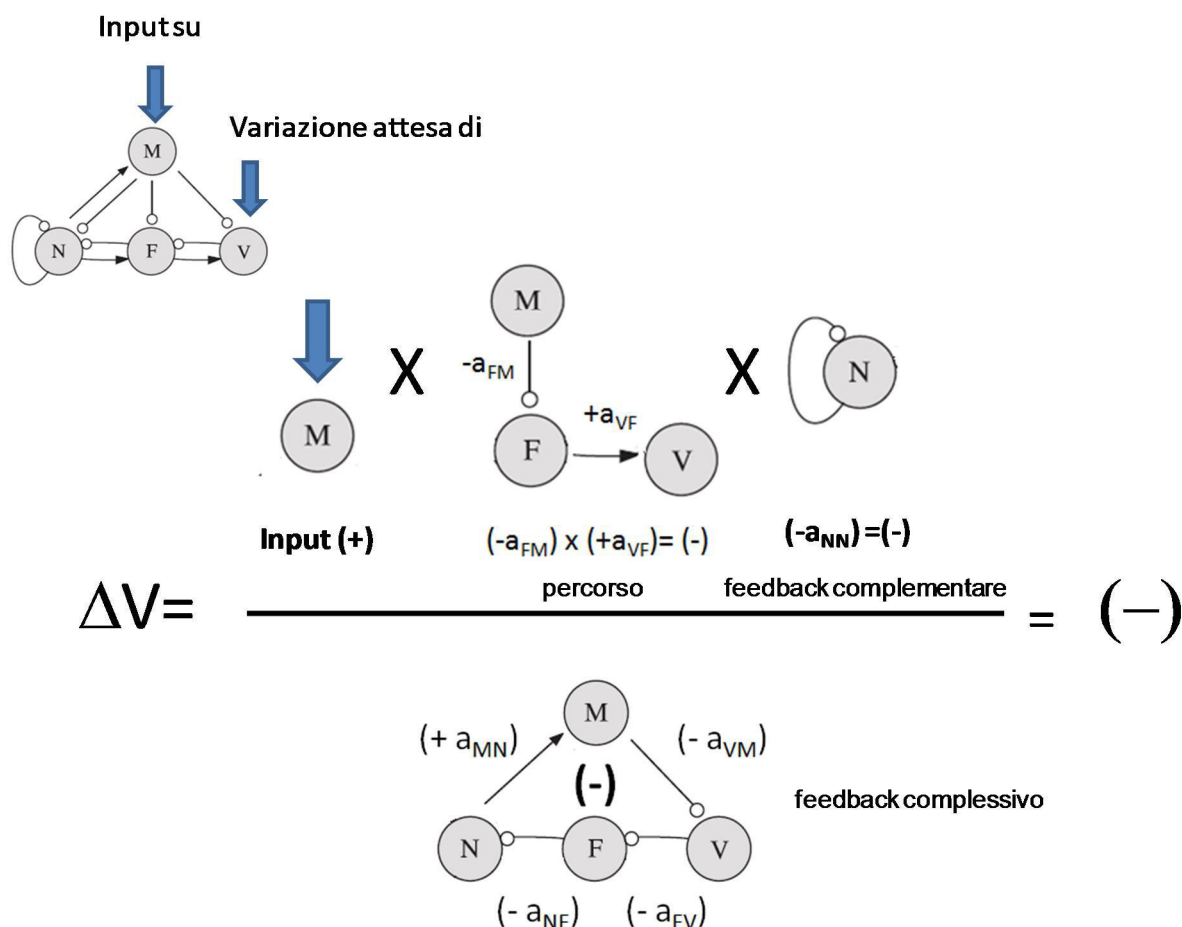 Input su
Variazione attesa di
M
N F V
M
-aFM
X
X
N
M
+aVF
F
V
Input (+)
(-aFM) x (+aVF)= (-)
(-aNN)=(-)
percorso
feedback complementare
ΔV=
= (−)
M
(+ aMN)
(- aVM)
(-)
feedback complessivo
N F V
(- aNF) (- aFV)